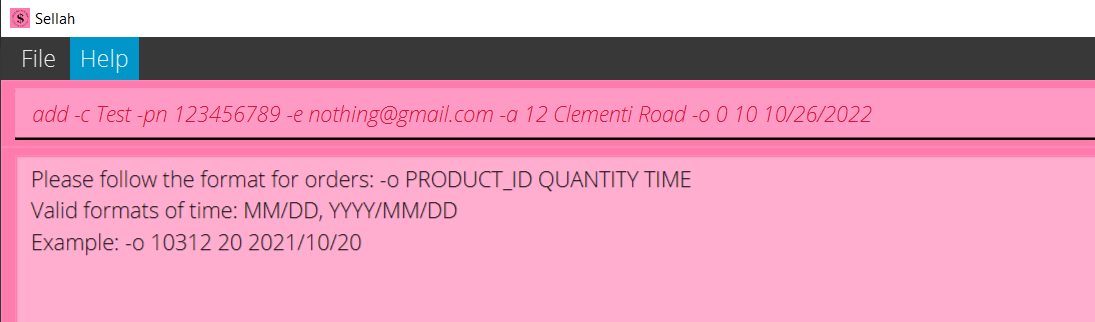 Sellah
File Help
add -c Test -pn 123456789 -e nothing@gmail.com -a 12 Clementi Road -o 0 10 10/26/2022
Please follow the format for orders: -o PRODUCT_ID QUANTITY TIME
Valid formats of time: MM/DD, YYYY/MM/DD
Example: -o 10312 20 2021/10/20